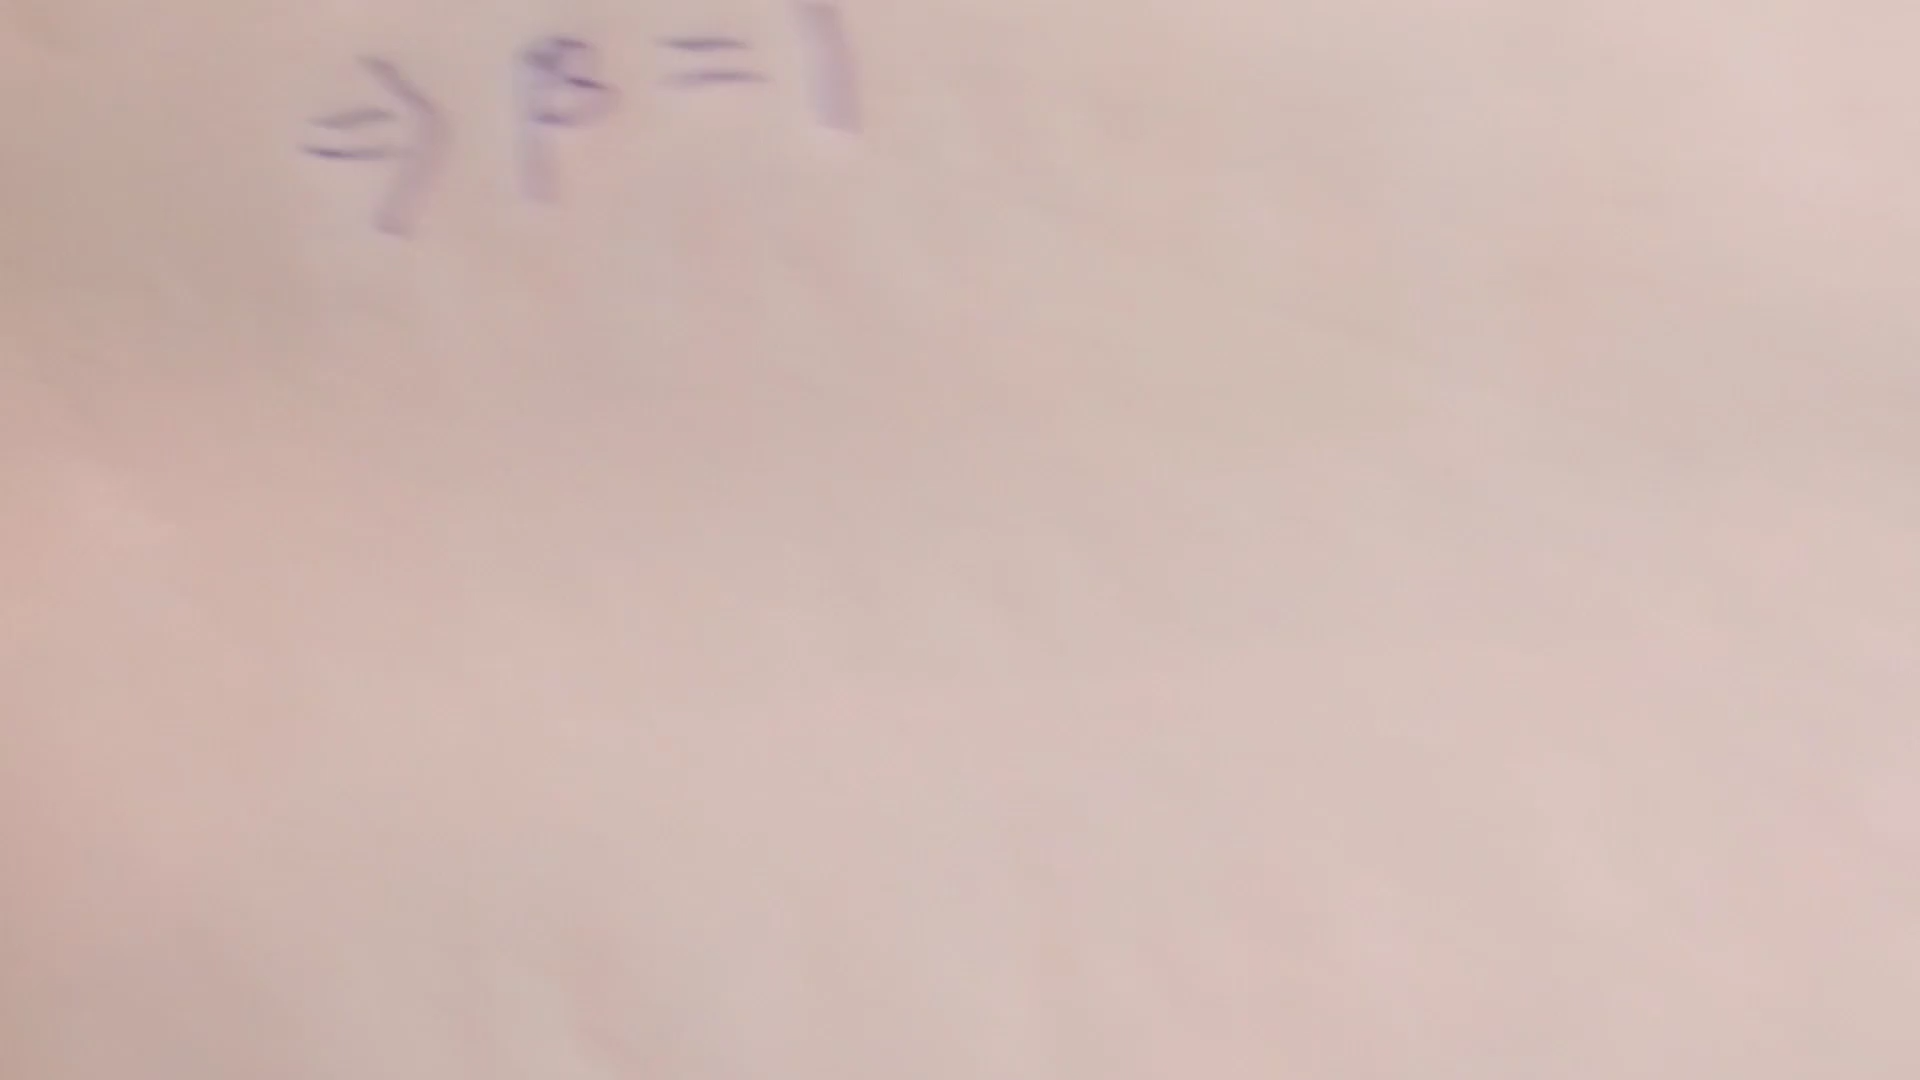 ⇒ β = 1